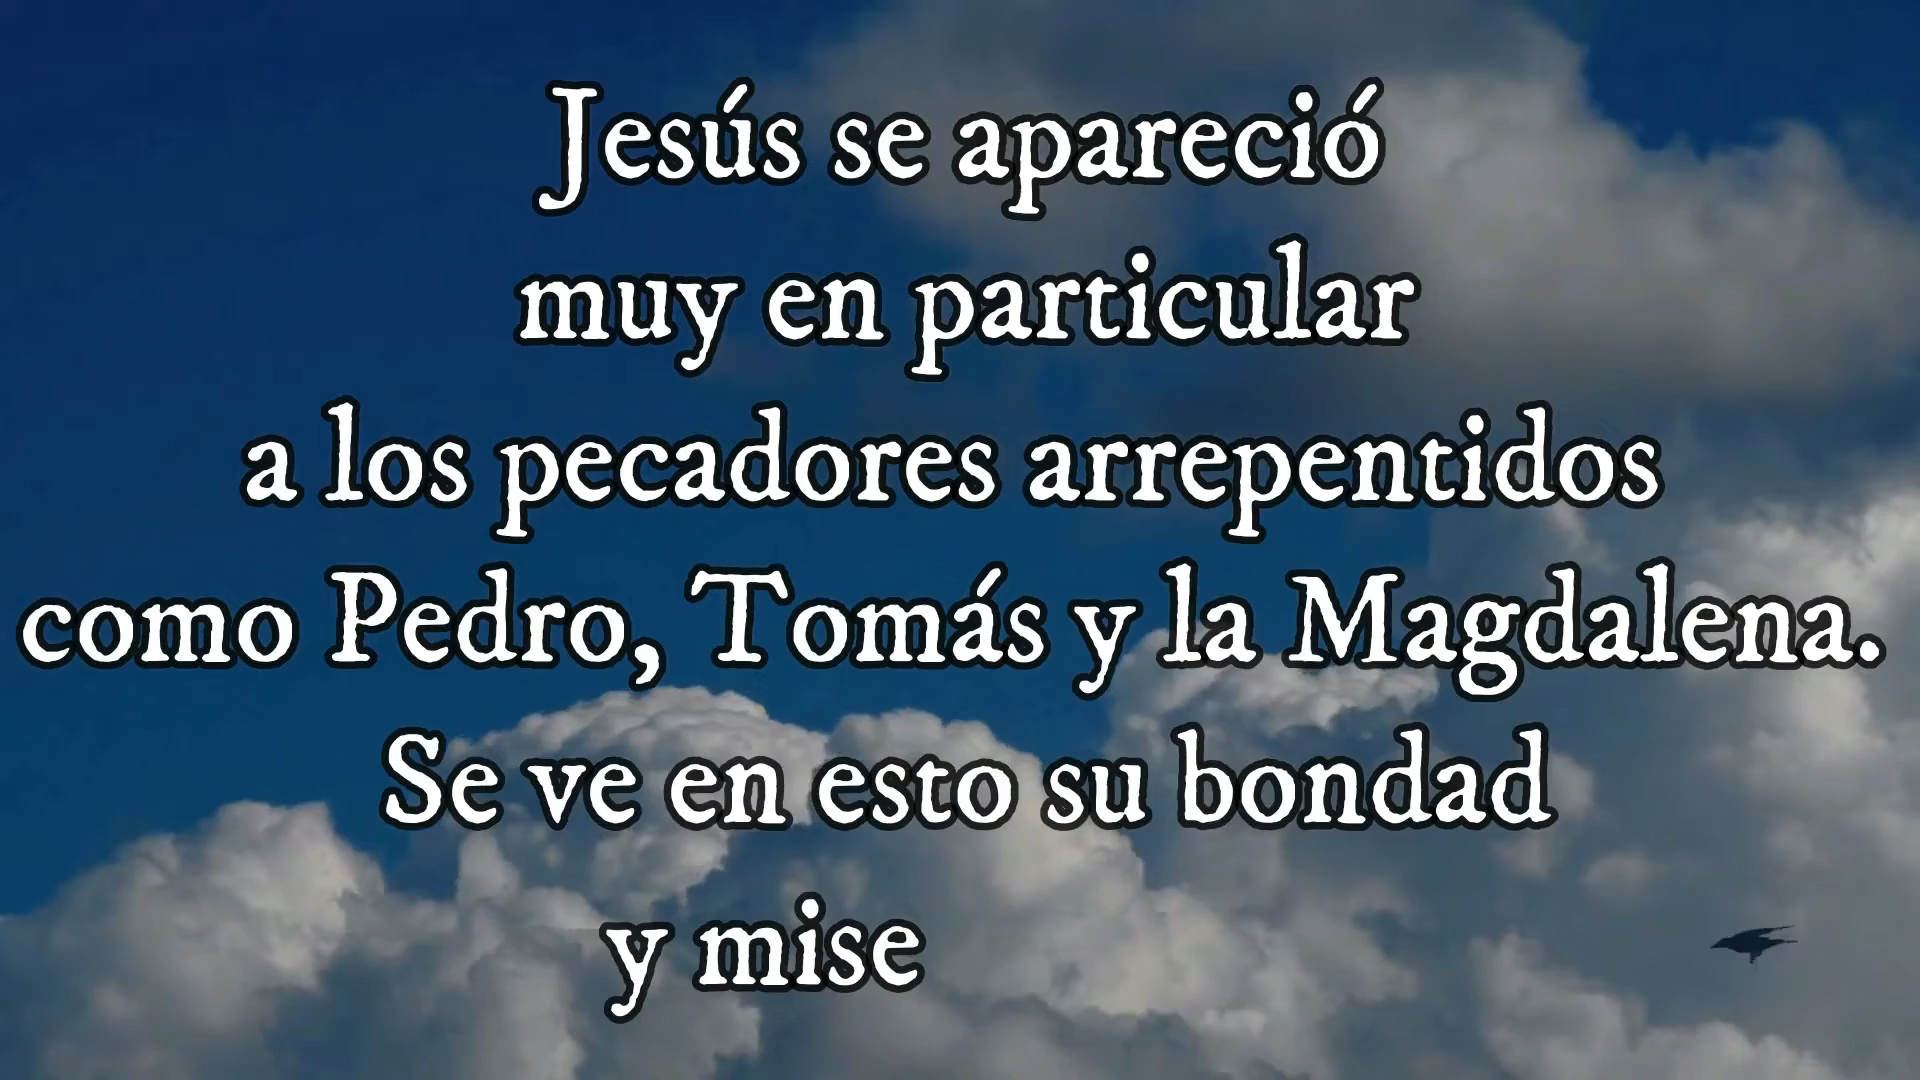 Jesús se apareció
muy en particular
a los pecadores arrepentidos
como Pedro, Tomás y la Magdalena.
Se ve en esto su bondad
y mise